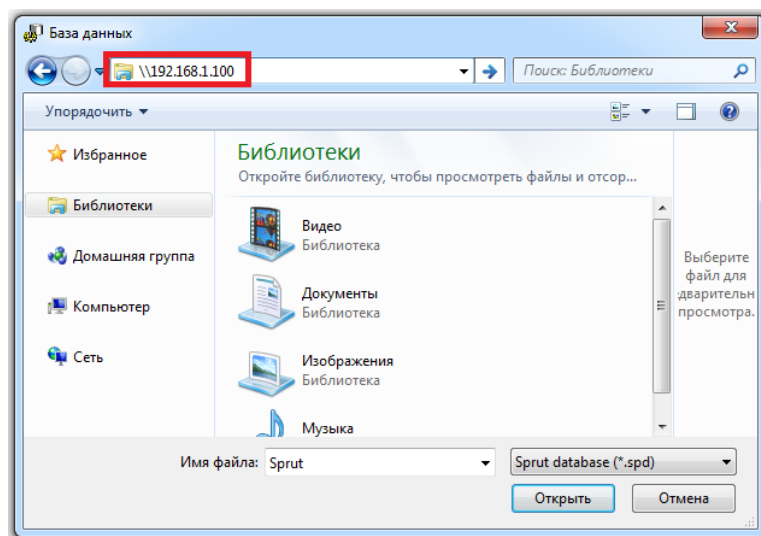 База данных
\\192.168.1.100
Поиск: Библиотеки
Упорядочить
Избранное
Библиотеки
Домашняя группа
Компьютер
Сеть
Библиотеки
Откройте библиотеку, чтобы просмотреть файлы и отсор...
Видео
Библиотека
Документы
Библиотека
Изображения
Библиотека
Музыка
Выберите
файл для
дварительн
просмотра.
Имя файла: Sprut
Sprut database (*.spd)
Открыть
Отмена